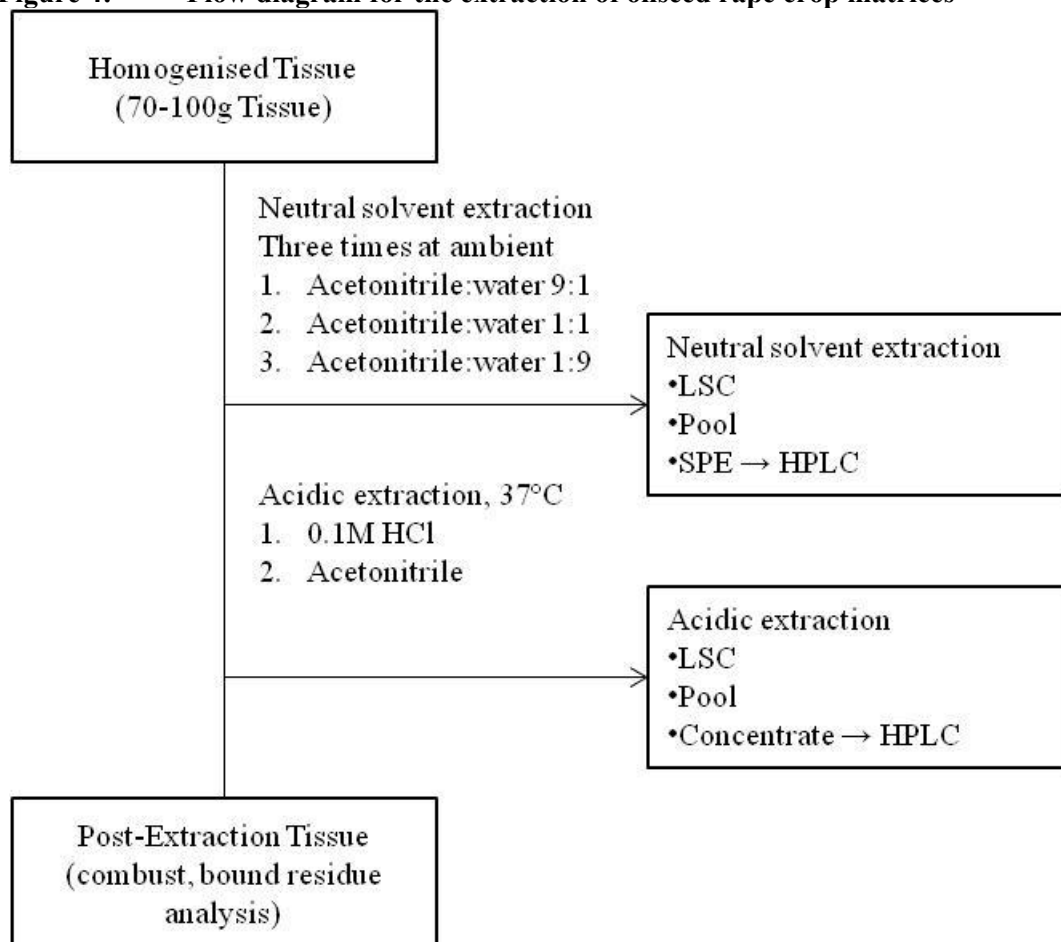 Figure 4: Flow diagram for the extraction of oilseed rape crop matrices
Homogenised Tissue
(70-100g Tissue)
Neutral solvent extraction
Three times at ambient
1. Acetonitrile:water 9:1
2. Acetonitrile:water 1:1
3. Acetonitrile:water 1:9
Neutral solvent extraction
•LSC
•Pool
•SPE → HPLC
Acidic extraction, 37°C
1. 0.1M HCl
2. Acetonitrile
Acidic extraction
•LSC
•Pool
•Concentrate → HPLC
Post-Extraction Tissue
(combust, bound residue
analysis)